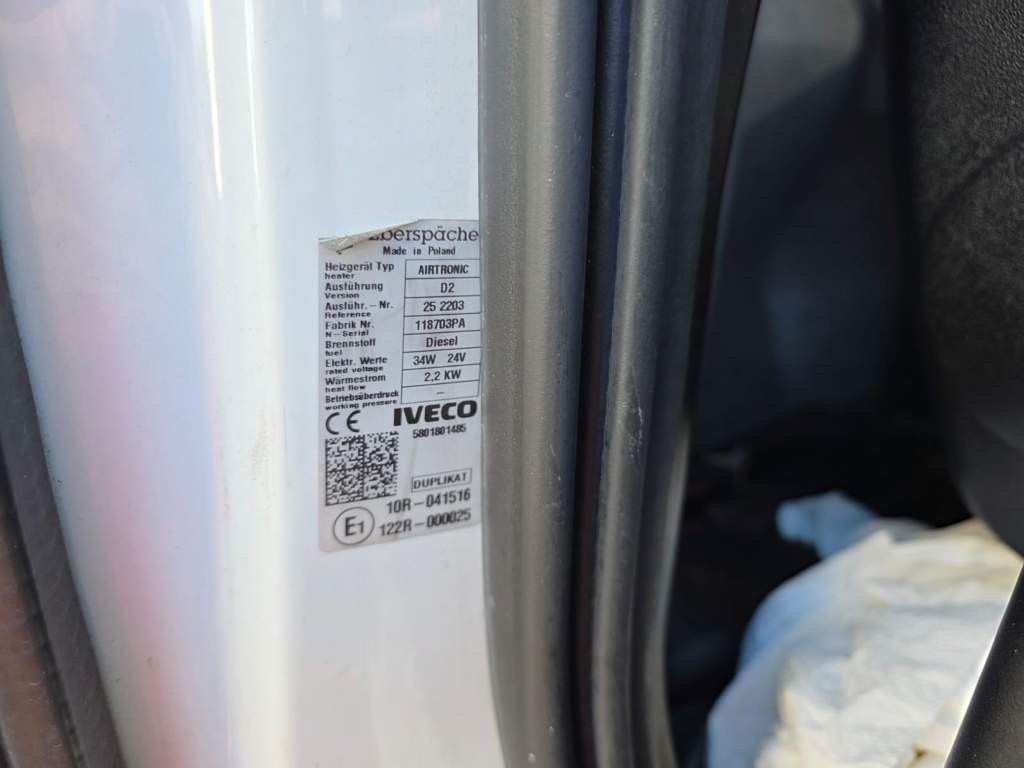 berspäche
Made in Poland
Heizgerät Typ AIRTRONIC
heater
Ausführung D2
Version
Ausführ. – Nr. 25 2203
Reference
Fabrik Nr. 118703PA
N – Serial
Brennstoff Diesel
fuel
Elektr. Werte 34W 24V
rated voltage
Wärmestrom 2,2 KW
heat flow
Betriebsüberdruck –
working pressure
CE IVECO
5801801485
DUPLIKAT
10R – 041516
E1 122R – 000025